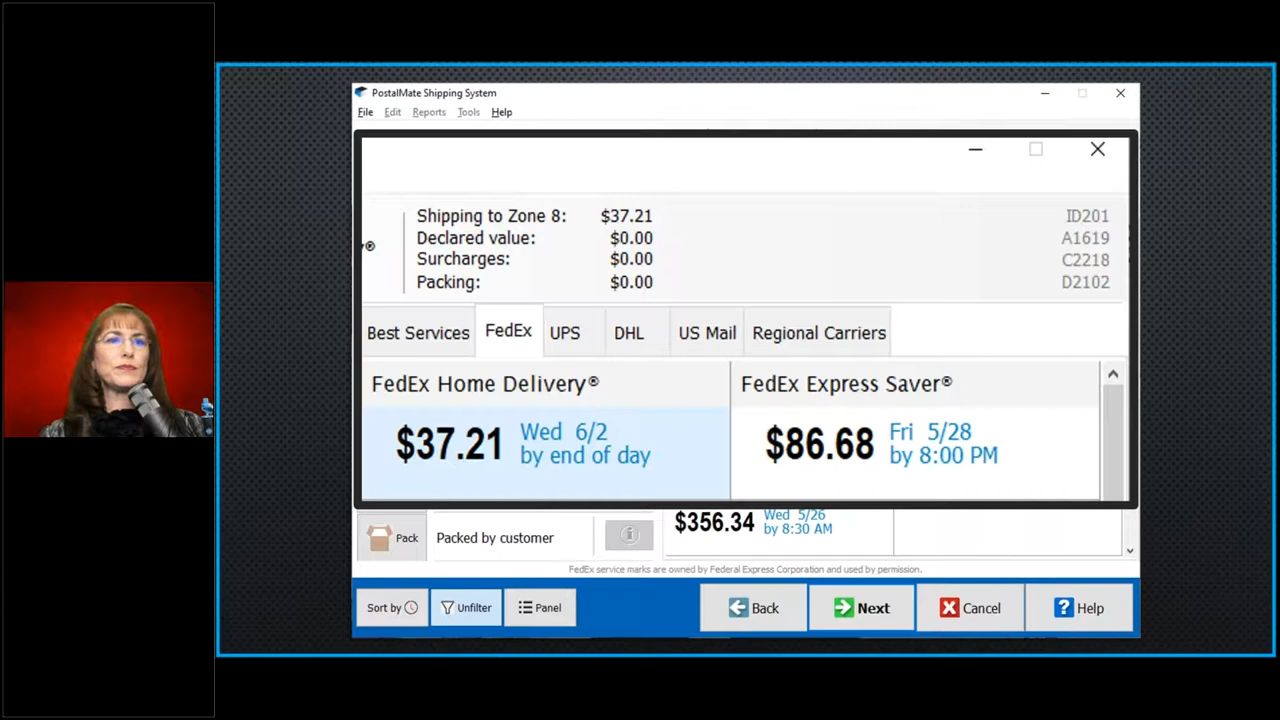 PostalMate Shipping System
File Edit Reports Tools Help
Shipping to Zone 8: $37.21 ID201
Declared value: $0.00 A1619
Surcharges: $0.00 C2218
Packing: $0.00 D2102
Best Services FedEx UPS DHL US Mail Regional Carriers
FedEx Home Delivery® FedEx Express Saver®
$37.21 Wed 6/2 by end of day
$86.68 Fri 5/28 by 8:00 PM
Pack Packed by customer
$356.34 Wed 5/26 by 8:30 AM
FedEx service marks are owned by Federal Express Corporation and used by permission.
Sort by Unfilter Panel Back Next Cancel Help